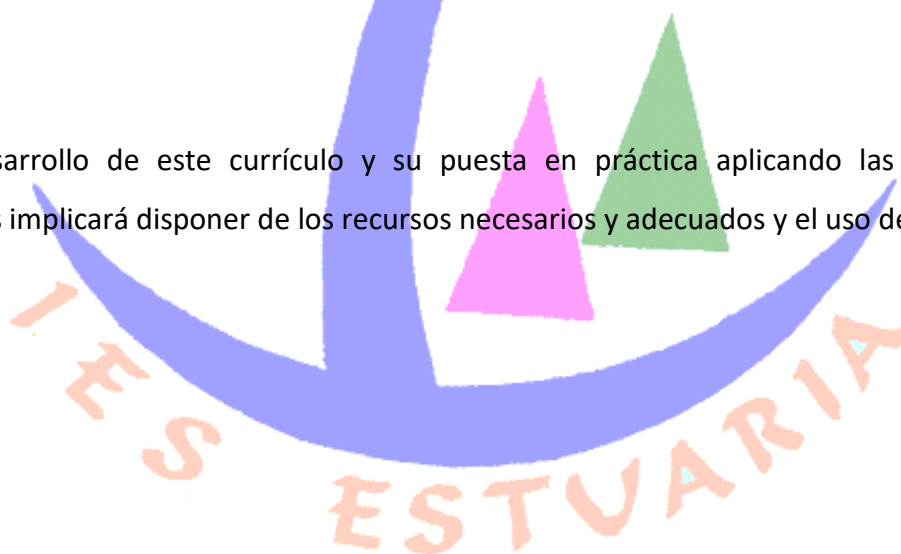 sarrollo de este currículo y su puesta en práctica aplicando las
s implicará disponer de los recursos necesarios y adecuados y el uso de
IES ESTUARIA